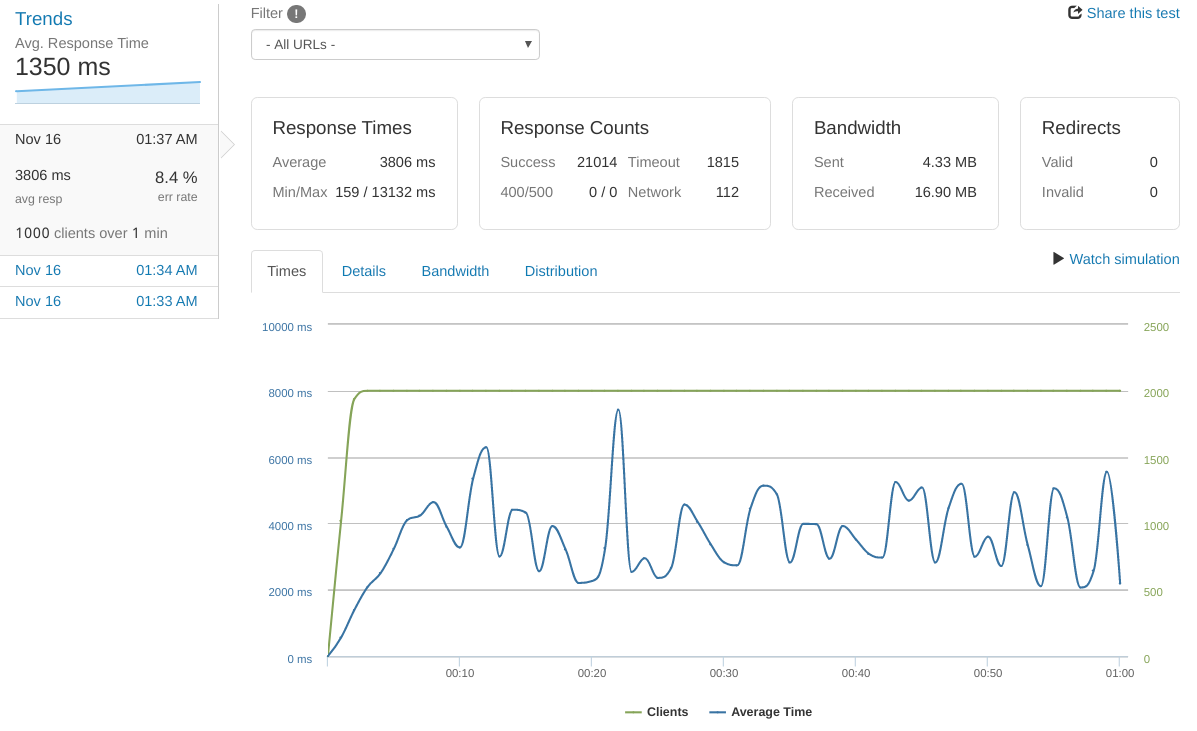 Trends
Avg. Response Time
1350 ms
Nov 16 01:37 AM
3806 ms 8.4 %
avg resp err rate
1000 clients over 1 min
Nov 16 01:34 AM
Nov 16 01:33 AM
Filter !
- All URLs -
Share this test
Response Times
Average 3806 ms
Min/Max 159 / 13132 ms
Response Counts
Success 21014 Timeout 1815
400/500 0 / 0 Network 112
Bandwidth
Sent 4.33 MB
Received 16.90 MB
Redirects
Valid 0
Invalid 0
Times Details Bandwidth Distribution
Watch simulation
10000 ms 2500
8000 ms 2000
6000 ms 1500
4000 ms 1000
2000 ms 500
0 ms 0
00:10 00:20 00:30 00:40 00:50 01:00
Clients Average Time